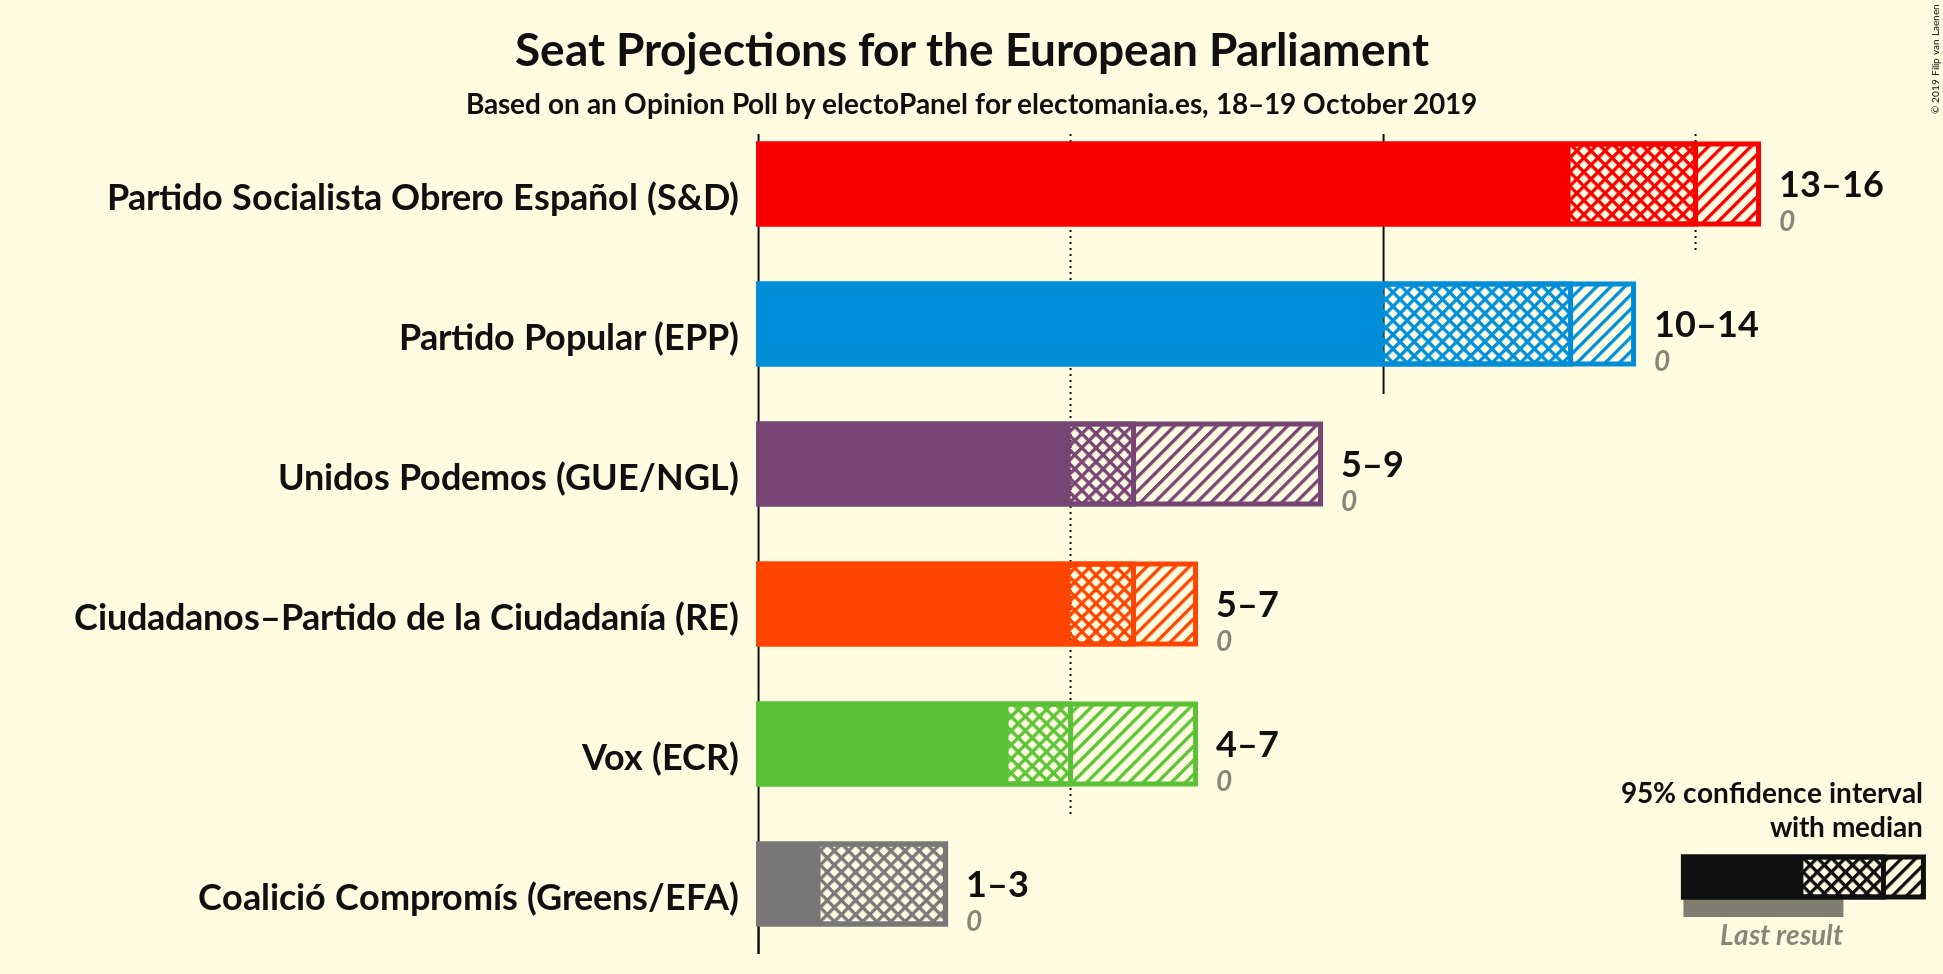 Seat Projections for the European Parliament
Based on an Opinion Poll by electoPanel for electomania.es, 18–19 October 2019
© 2019 Filip van Laenen
Partido Socialista Obrero Español (S&D)
13–16
0
Partido Popular (EPP)
10–14
0
Unidos Podemos (GUE/NGL)
5–9
0
Ciudadanos–Partido de la Ciudadanía (RE)
5–7
0
Vox (ECR)
4–7
0
Coalició Compromís (Greens/EFA)
1–3
0
95% confidence interval
with median
Last result